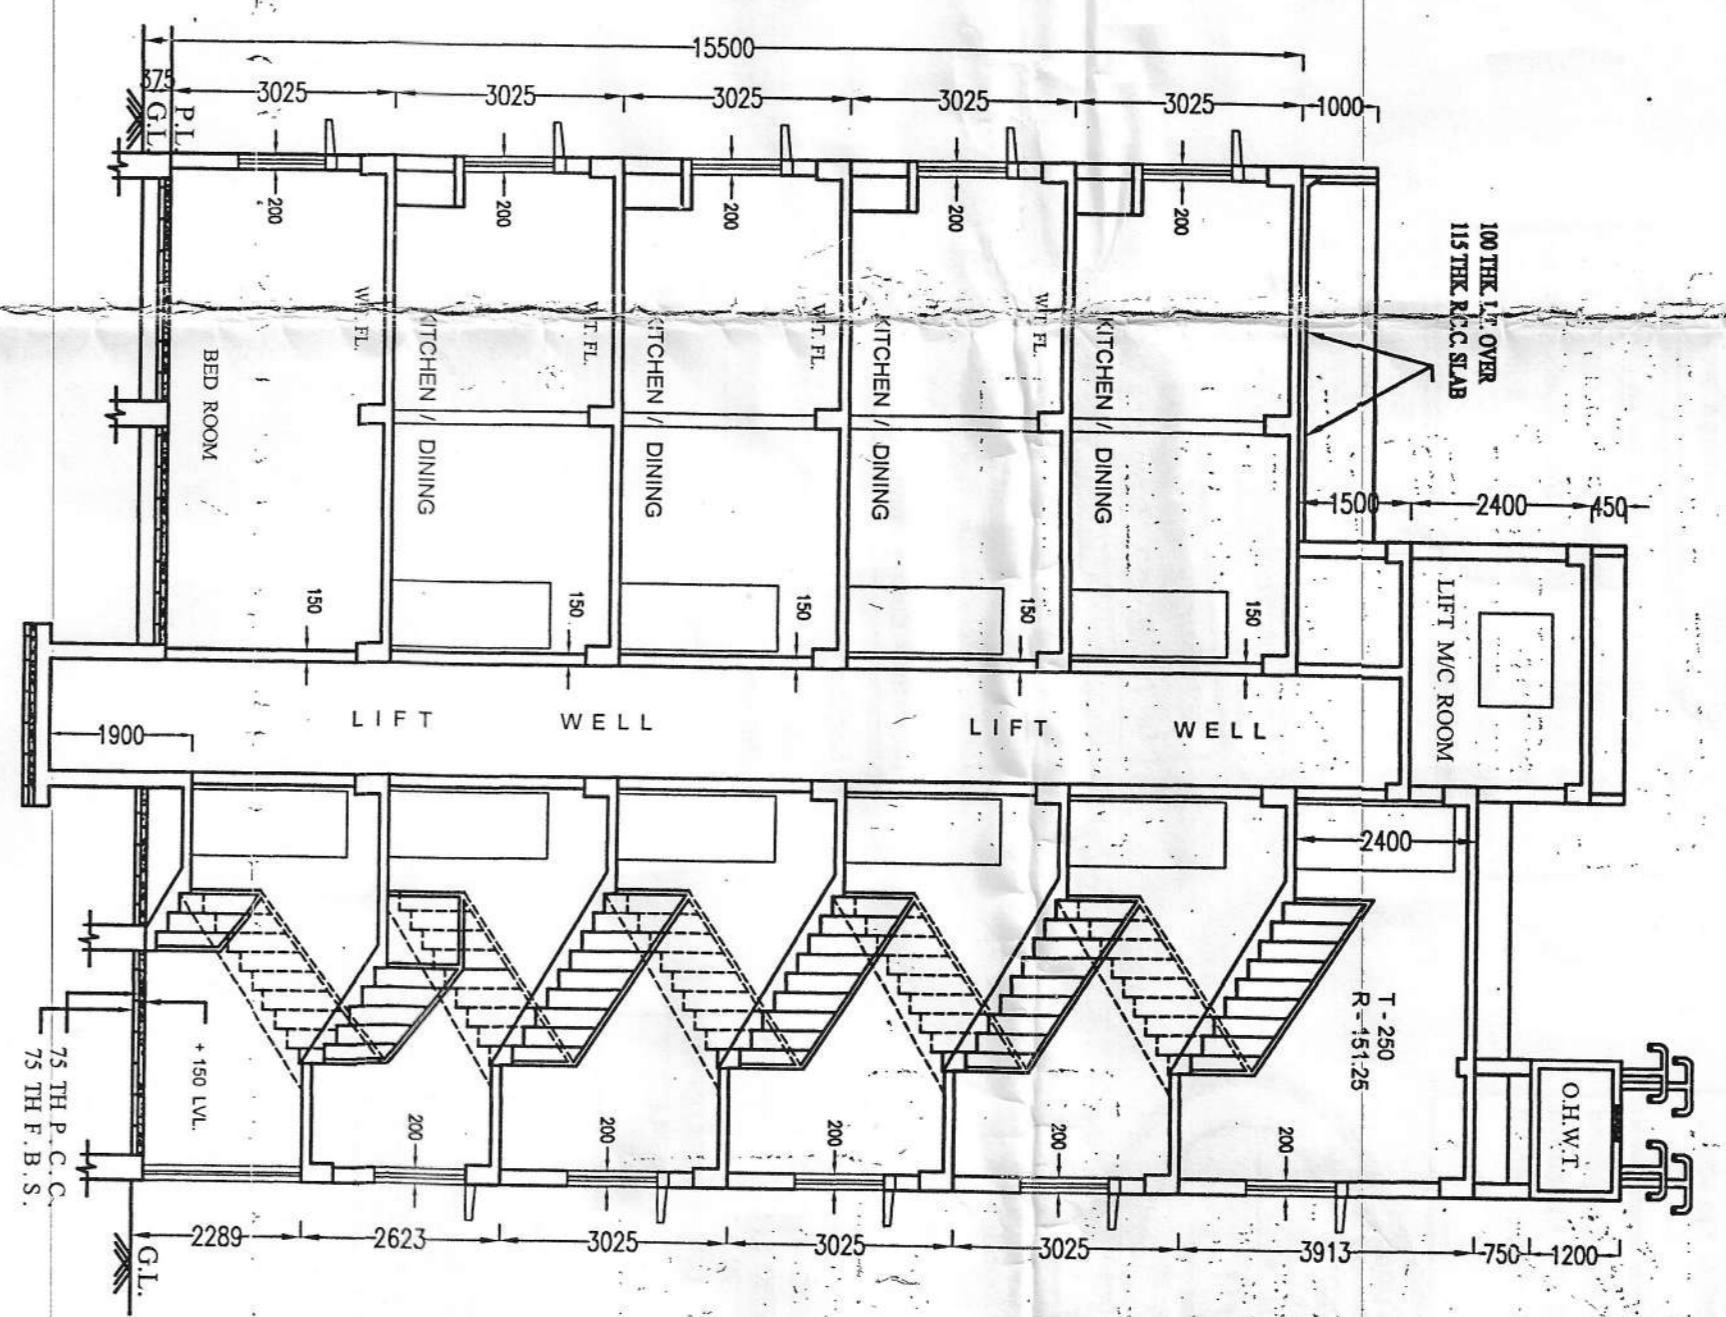 15500
375
3025
3025
3025
3025
3025
1000
G.L.
P.L.
200
200
200
200
200
100 THK. L.T. OVER
115 THK. R.C.C. SLAB
W.T. FL.
W.T. FL.
W.T. FL.
BED ROOM
KITCHEN / DINING
KITCHEN / DINING
KITCHEN / DINING
KITCHEN / DINING
1500
2400
450
150
150
150
150
150
LIFT M/C ROOM
1900
LIFT WELL
LIFT WELL
2400
T - 250
R - 151.25
+ 150 LVL.
75 TH P.C.C.
75 TH F.B.S.
200
200
200
200
200
O.H.W.T.
G.L.
2289
2623
3025
3025
3025
3913
750
1200